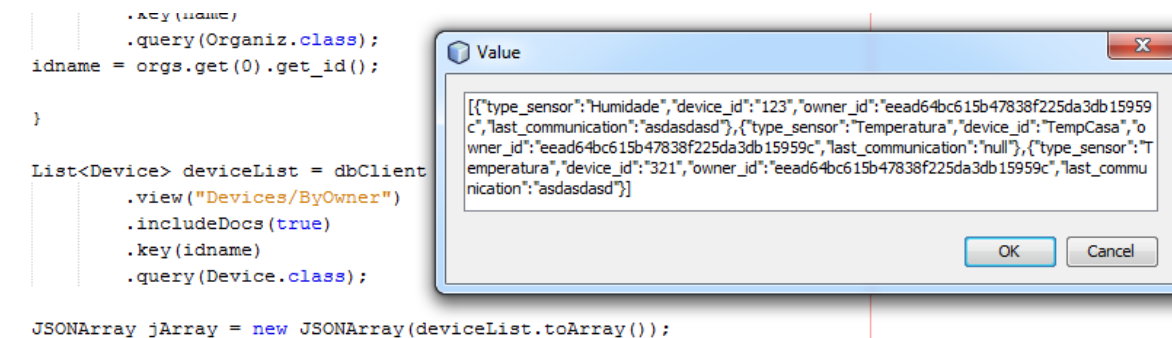 .key(name)
.query(Organiz.class);
idname = orgs.get(0).get_id();
}
List<Device> deviceList = dbClient
.view("Devices/ByOwner")
.includeDocs(true)
.key(idname)
.query(Device.class);
JSONArray jArray = new JSONArray(deviceList.toArray());
Value
[{"type_sensor":"Humidade","device_id":"123","owner_id":"eead64bc615b47838f225da3db15959
c","last_communication":"asdasdasd"},{"type_sensor":"Temperatura","device_id":"TempCasa","o
wner_id":"eead64bc615b47838f225da3db15959c","last_communication":"null"},{"type_sensor":"T
emperatura","device_id":"321","owner_id":"eead64bc615b47838f225da3db15959c","last_commu
nication":"asdasdasd"}]
OK
Cancel